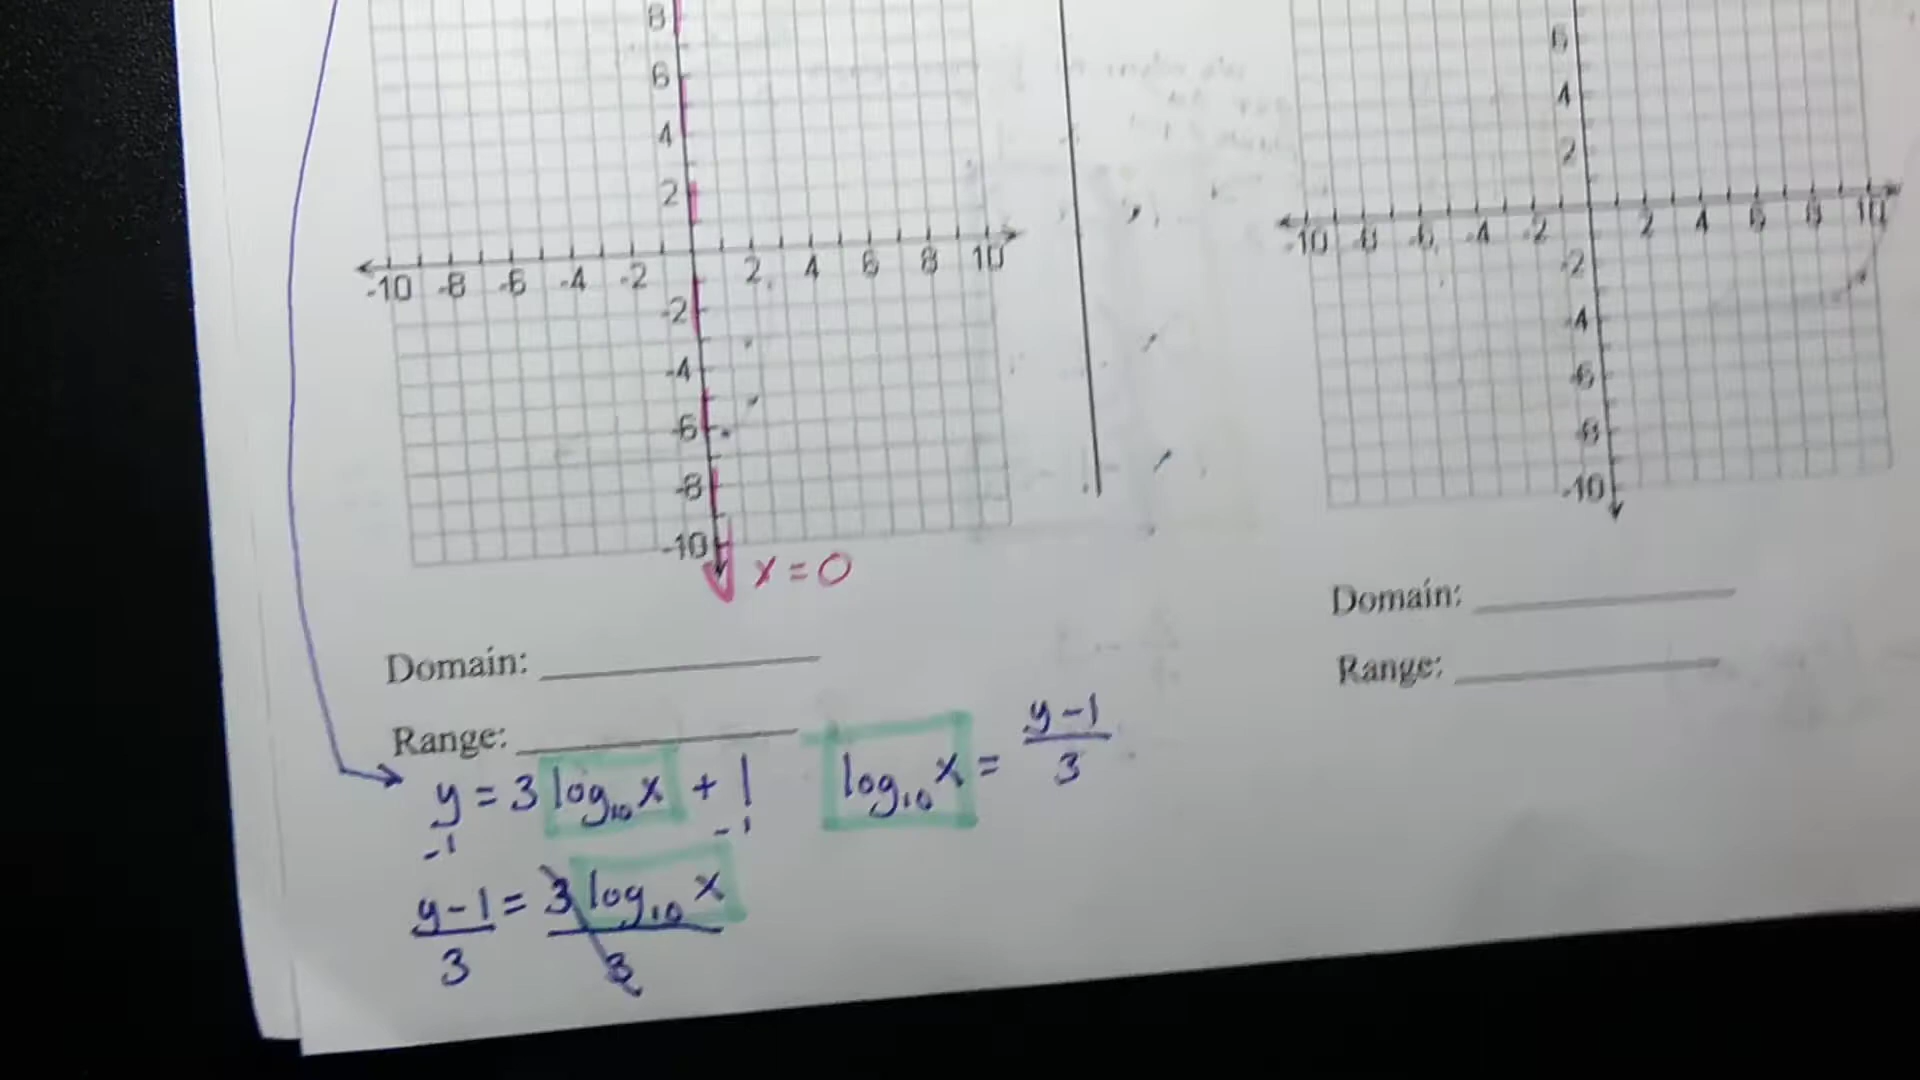 8
6
4
2
-10 -8 -6 -4 -2 2 4 6 8 10
-2
-4
-6
-8
-10
x = 0
Domain:
Range:
y = 3 log₁₀ x + 1
-1 -1
y-1 = 3 log₁₀ x
3 3
log₁₀ x = y-1
3
6
4
2
-10 -8 -6 -4 -2 2 4 6 8 10
-2
-4
-6
-8
-10
Domain:
Range: